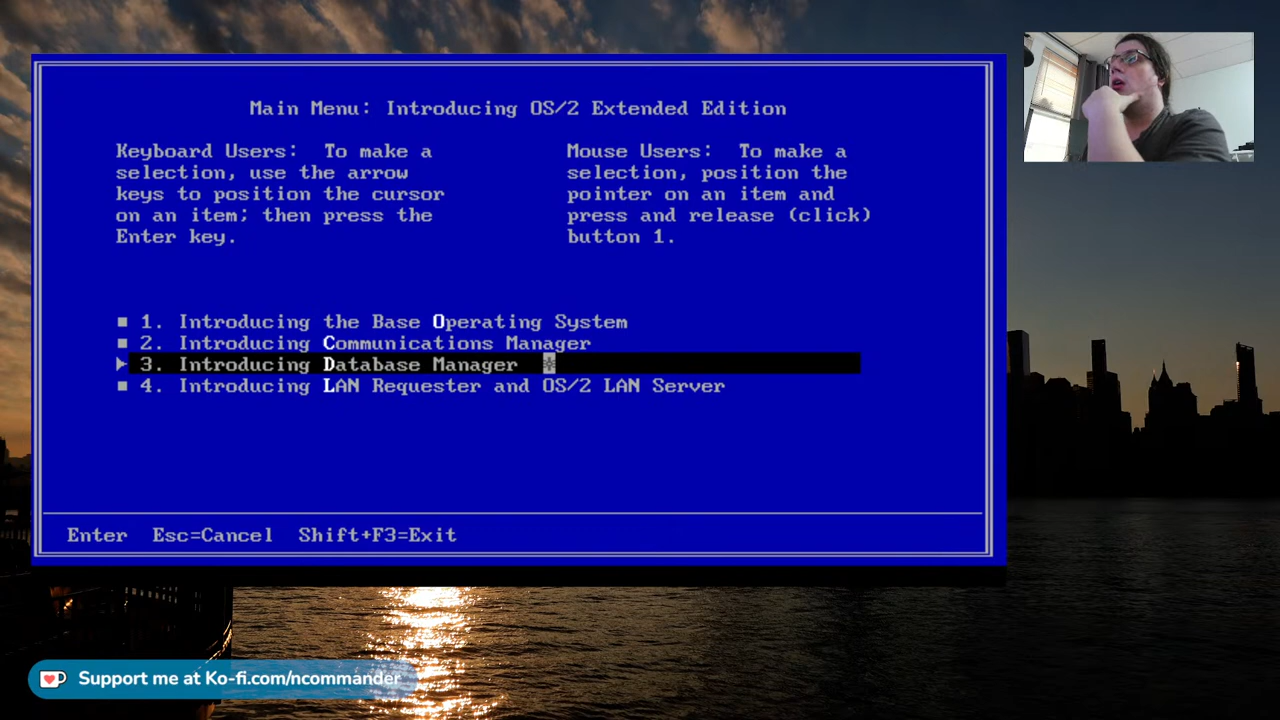 Main Menu: Introducing OS/2 Extended Edition
Keyboard Users: To make a
selection, use the arrow
keys to position the cursor
on an item; then press the
Enter key.
Mouse Users: To make a
selection, position the
pointer on an item and
press and release (click)
button 1.
1. Introducing the Base Operating System
2. Introducing Communications Manager
3. Introducing Database Manager
4. Introducing LAN Requester and OS/2 LAN Server
Enter Esc=Cancel Shift+F3=Exit
Support me at Ko-fi.com/ncommander